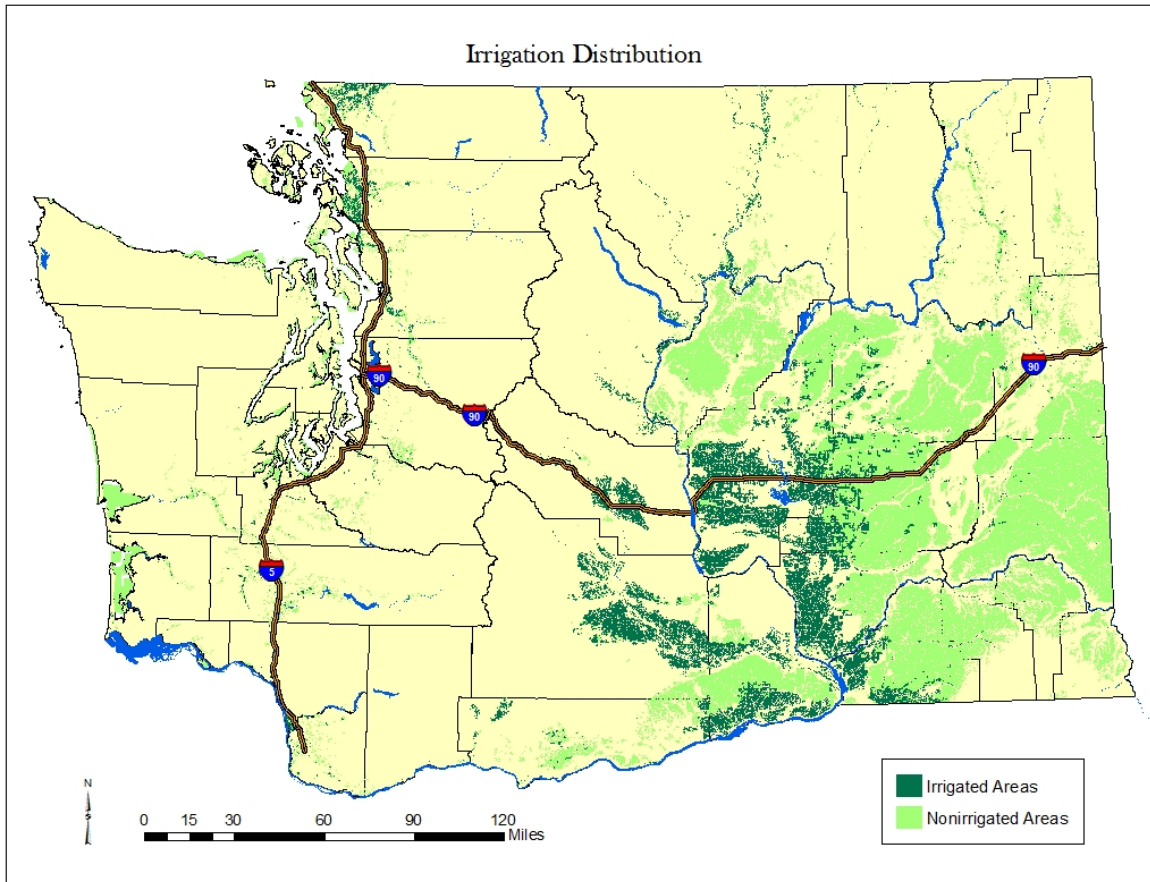 Irrigation Distribution
90
90
90
5
N
0 15 30 60 90 120
Miles
Irrigated Areas
Nonirrigated Areas